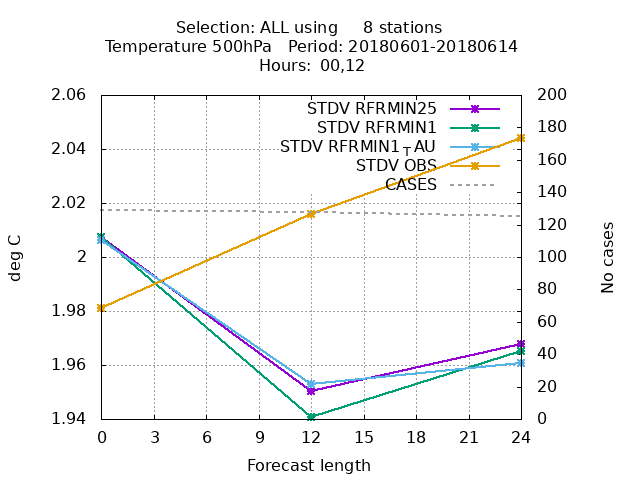 Selection: ALL using     8 stations
Temperature 500hPa   Period: 20180601-20180614
Hours: 00,12
2.06
2.04
2.02
2
1.98
1.96
1.94
deg C
STDV RFRMIN25
STDV RFRMIN1
STDV RFRMIN1_TAU
STDV OBS
CASES
200
180
160
140
120
100
80
60
40
20
0
No cases
0 3 6 9 12 15 18 21 24
Forecast length